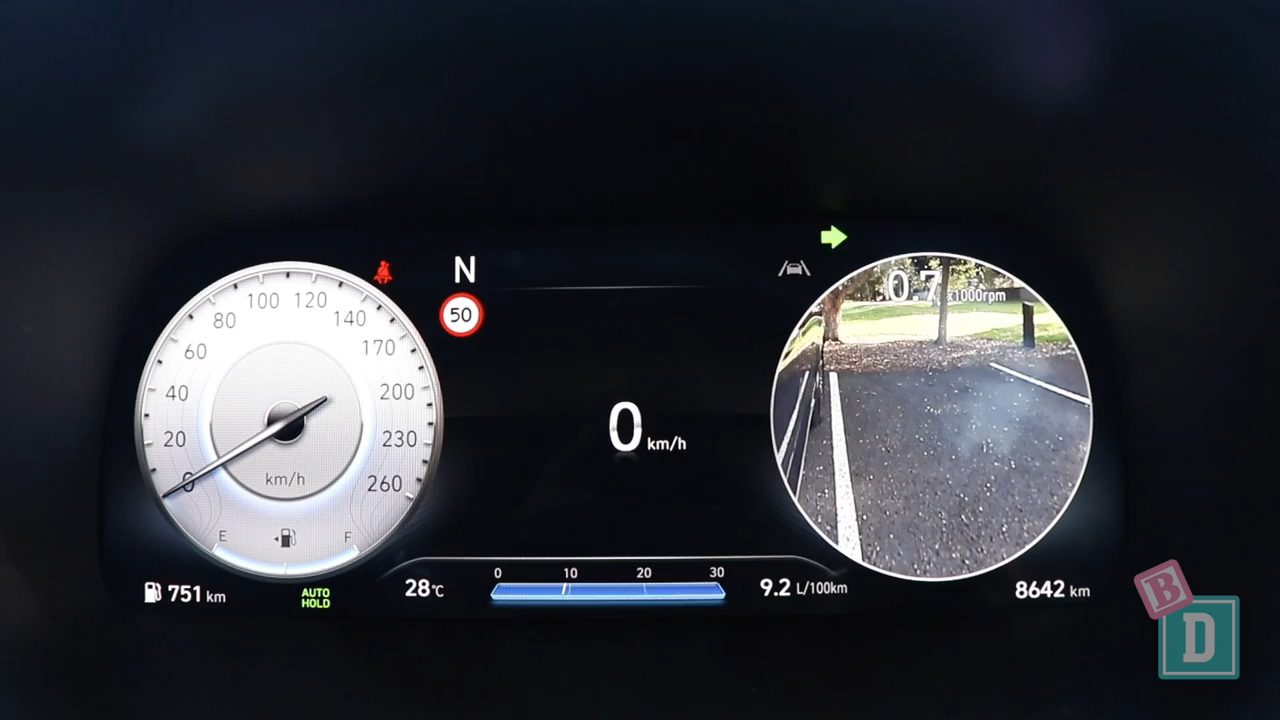 N
50
0.7 x1000rpm
0
20
40
60
80
100
120
140
170
200
230
260
km/h
0 km/h
E
F
751 km
AUTO
HOLD
28°C
0 10 20 30
9.2 L/100km
8642 km
B
D